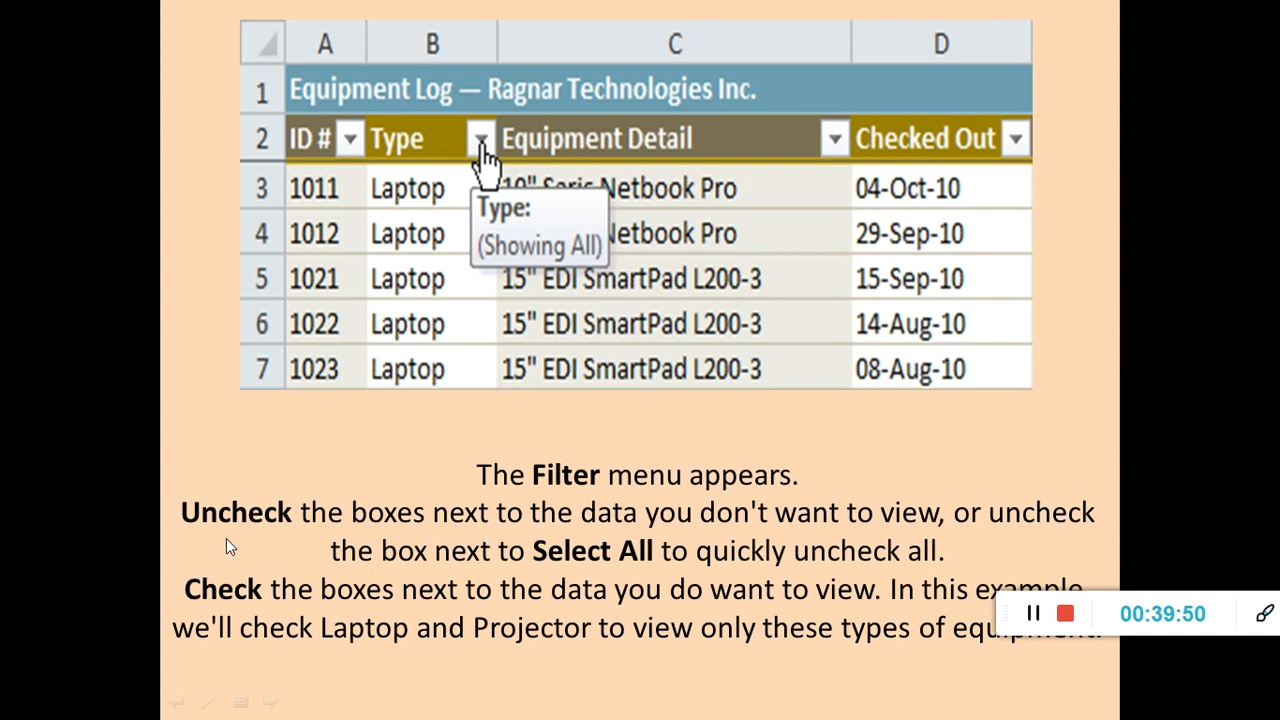 A B C D
1 Equipment Log — Ragnar Technologies Inc.
2 ID # Type Equipment Detail Checked Out
3 1011 Laptop 10" Saris Netbook Pro 04-Oct-10
Type:
4 1012 Laptop Netbook Pro 29-Sep-10
(Showing All)
5 1021 Laptop 15" EDI SmartPad L200-3 15-Sep-10
6 1022 Laptop 15" EDI SmartPad L200-3 14-Aug-10
7 1023 Laptop 15" EDI SmartPad L200-3 08-Aug-10
The Filter menu appears.
Uncheck the boxes next to the data you don't want to view, or uncheck
the box next to Select All to quickly uncheck all.
Check the boxes next to the data you do want to view. In this example
we'll check Laptop and Projector to view only these types of equipment.
00:39:50